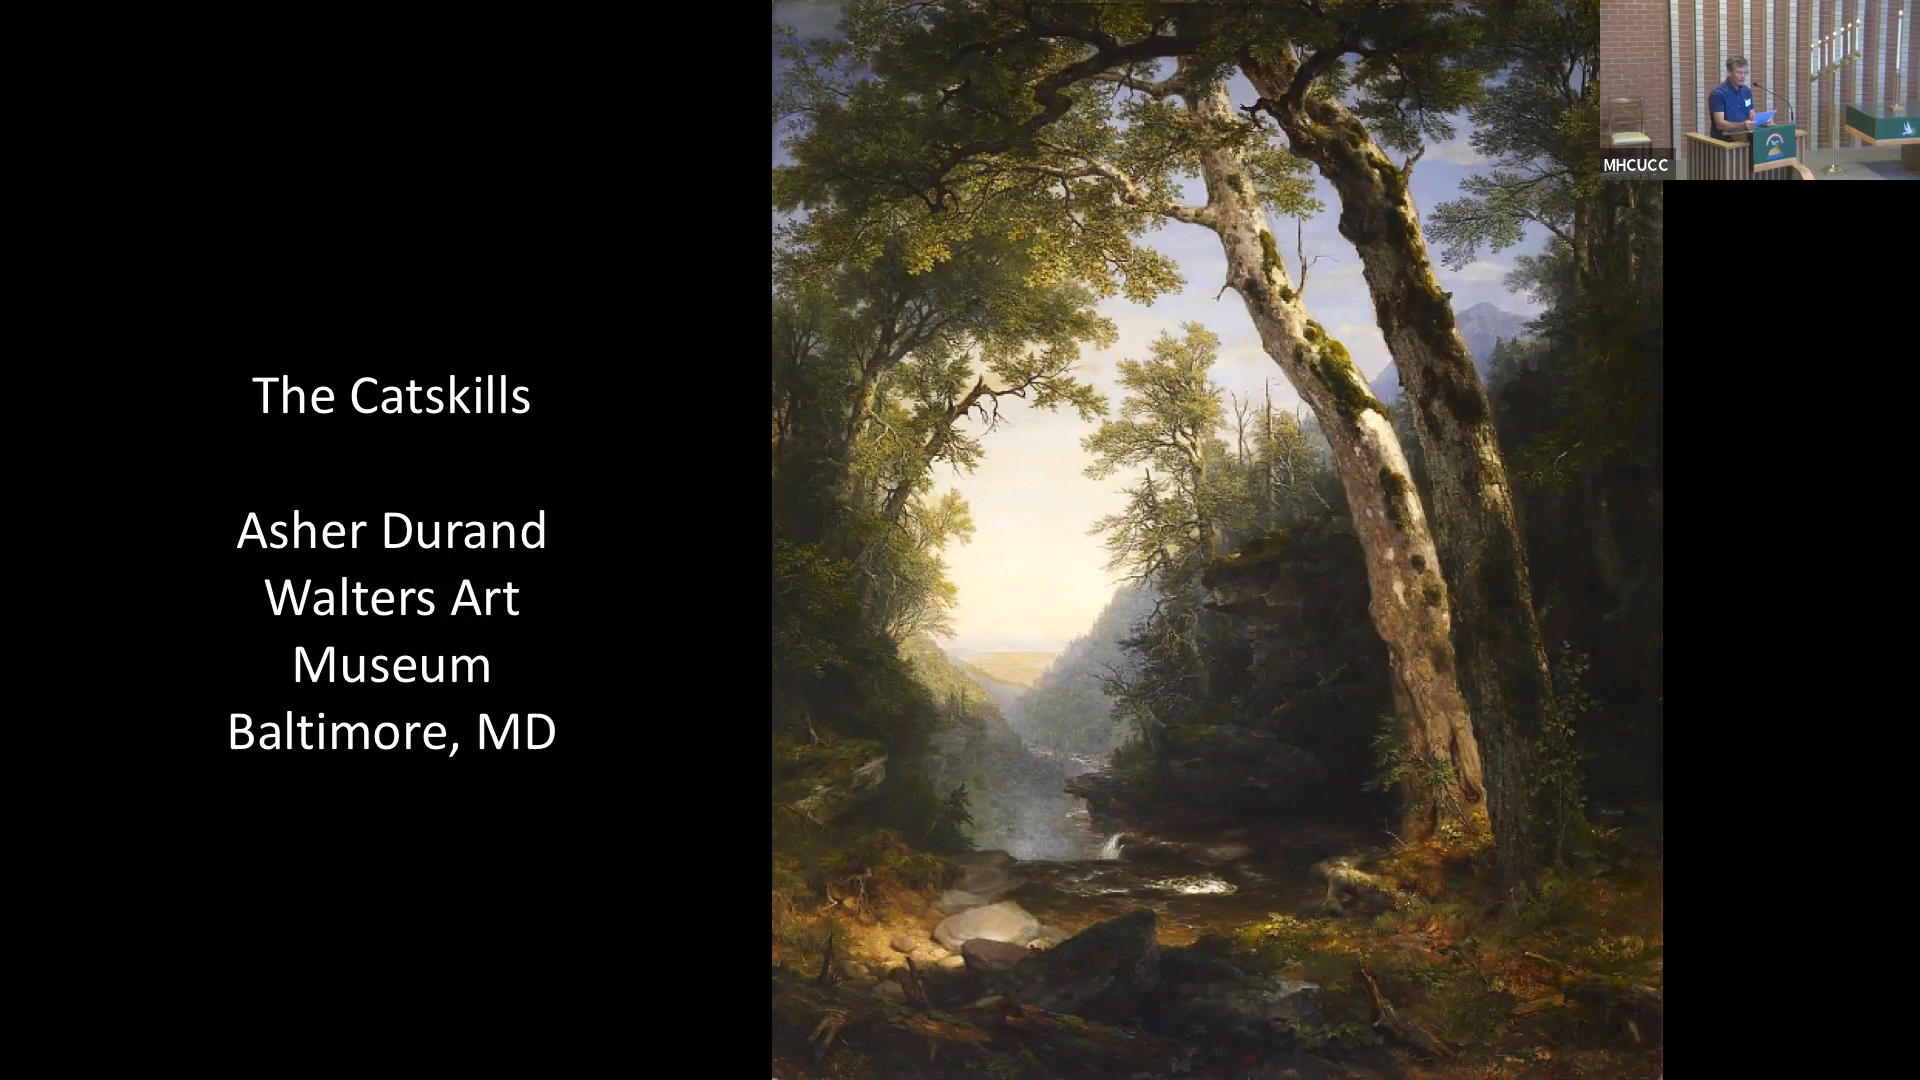 The Catskills
Asher Durand
Walters Art
Museum
Baltimore, MD
MHCUCC